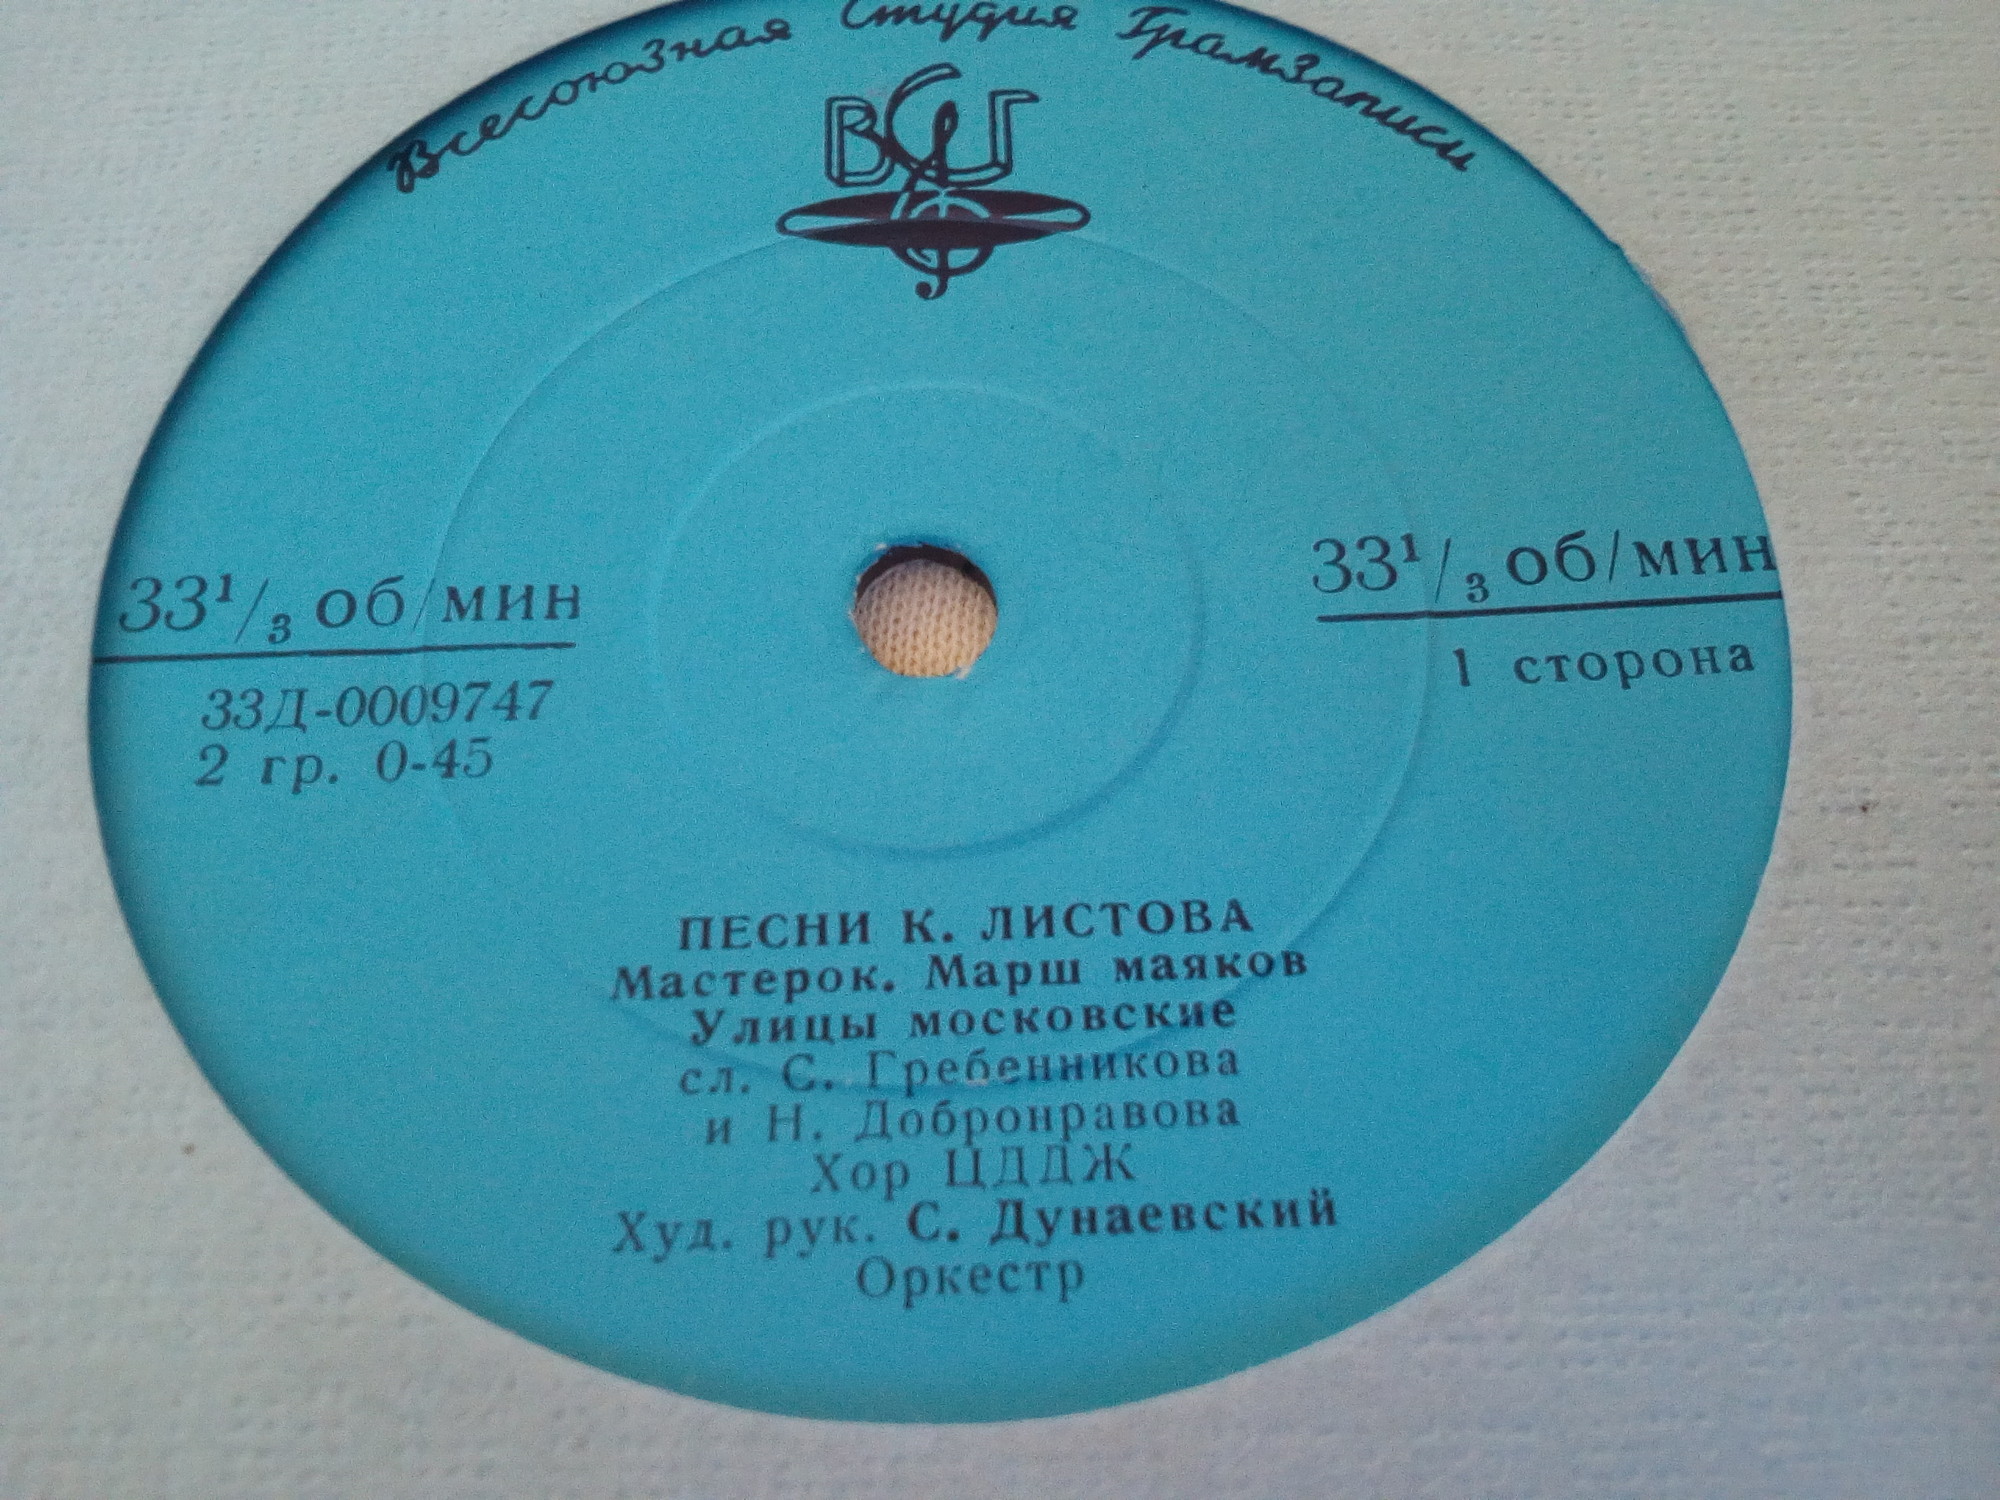 Всесоюзная Студия Грамзаписи
ВСГ
33¹/₃ об/мин
33Д-0009747
2 гр. 0-45
33¹/₃ об/мин
1 сторона
ПЕСНИ К. ЛИСТОВА
Мастерок. Марш маяков
Улицы московские
сл. С. Гребенникова
и Н. Добронравова
Хор ЦДДЖ
Худ. рук. С. Дунаевский
Оркестр